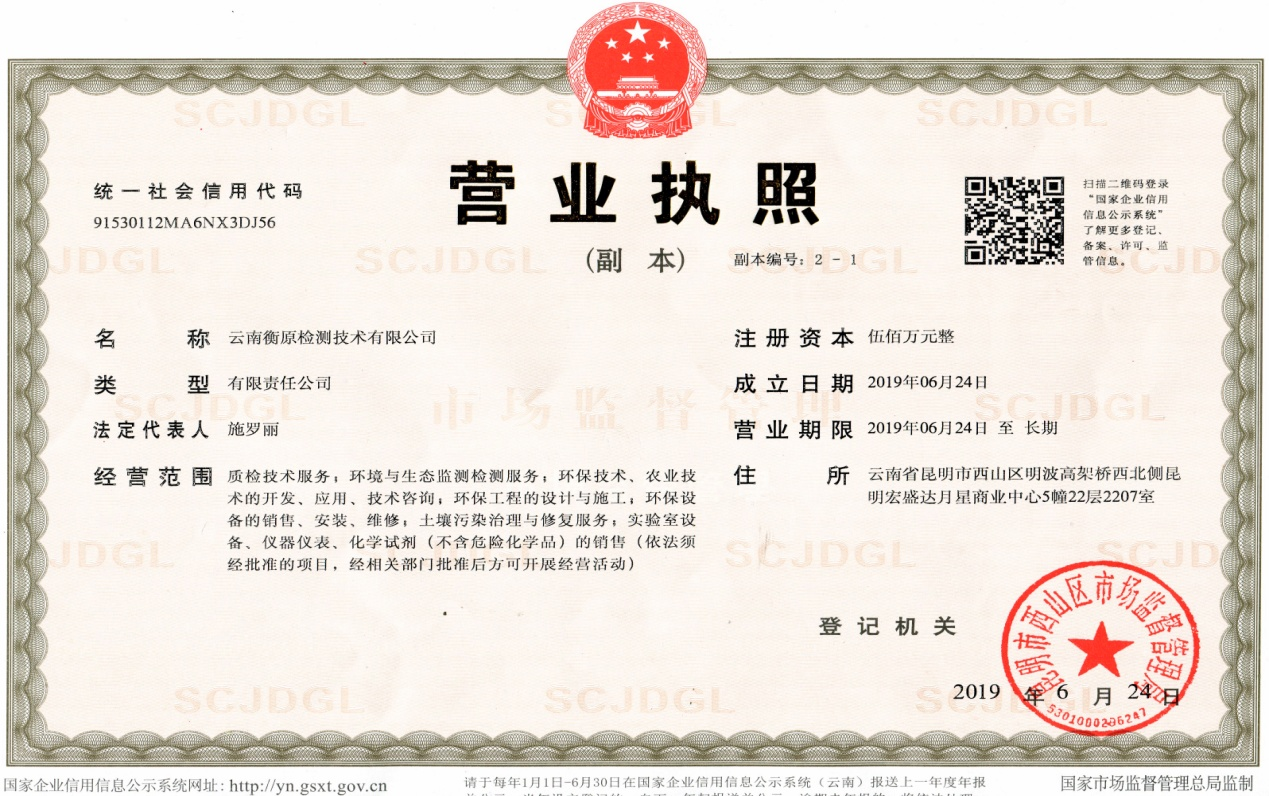 统一社会信用代码
91530112MA6NX3DJ56
营业执照
(副 本) 副本编号：2 - 1
扫描二维码登录
“国家企业信用
信息公示系统”
了解更多登记、
备案、许可、监
管信息。
名 称 云南衡原检测技术有限公司
类 型 有限责任公司
法定代表人 施罗丽
经营范围 质检技术服务；环境与生态监测检测服务；环保技术、农业技
术的开发、应用、技术咨询；环保工程的设计与施工；环保设
备的销售、安装、维修；土壤污染治理与修复服务；实验室设
备、仪器仪表、化学试剂（不含危险化学品）的销售（依法须
经批准的项目，经相关部门批准后方可开展经营活动）
注册资本 伍佰万元整
成立日期 2019年06月24日
营业期限 2019年06月24日 至 长期
住 所 云南省昆明市西山区明波高架桥西北侧昆
明宏盛达月星商业中心5幢22层2207室
登记机关
昆明市西山区市场监督管理局
5301000296247
2019 年 6 月 24 日
SCJDGL
市场监督管理
国家企业信用信息公示系统网址：http://yn.gsxt.gov.cn
请于每年1月1日-6月30日在国家企业信用信息公示系统（云南）报送上一年度年报
国家市场监督管理总局监制